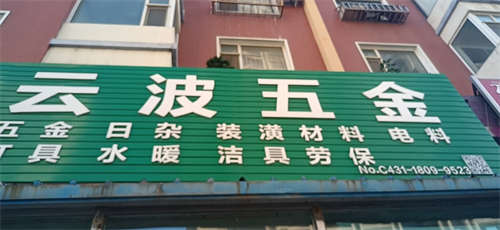 云波五金
五金 日杂 装潢材料 电料
灯具 水暖 洁具劳保
No.C431-1809-9523